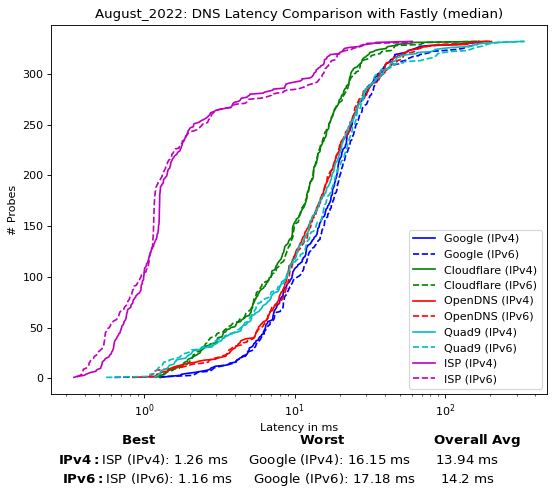 August_2022: DNS Latency Comparison with Fastly (median)
# Probes
300
250
200
150
100
50
0
Google (IPv4)
Google (IPv6)
Cloudflare (IPv4)
Cloudflare (IPv6)
OpenDNS (IPv4)
OpenDNS (IPv6)
Quad9 (IPv4)
Quad9 (IPv6)
ISP (IPv4)
ISP (IPv6)
10⁰ 10¹ 10²
Latency in ms
Best Worst Overall Avg
IPv4: ISP (IPv4): 1.26 ms Google (IPv4): 16.15 ms 13.94 ms
IPv6: ISP (IPv6): 1.16 ms Google (IPv6): 17.18 ms 14.2 ms